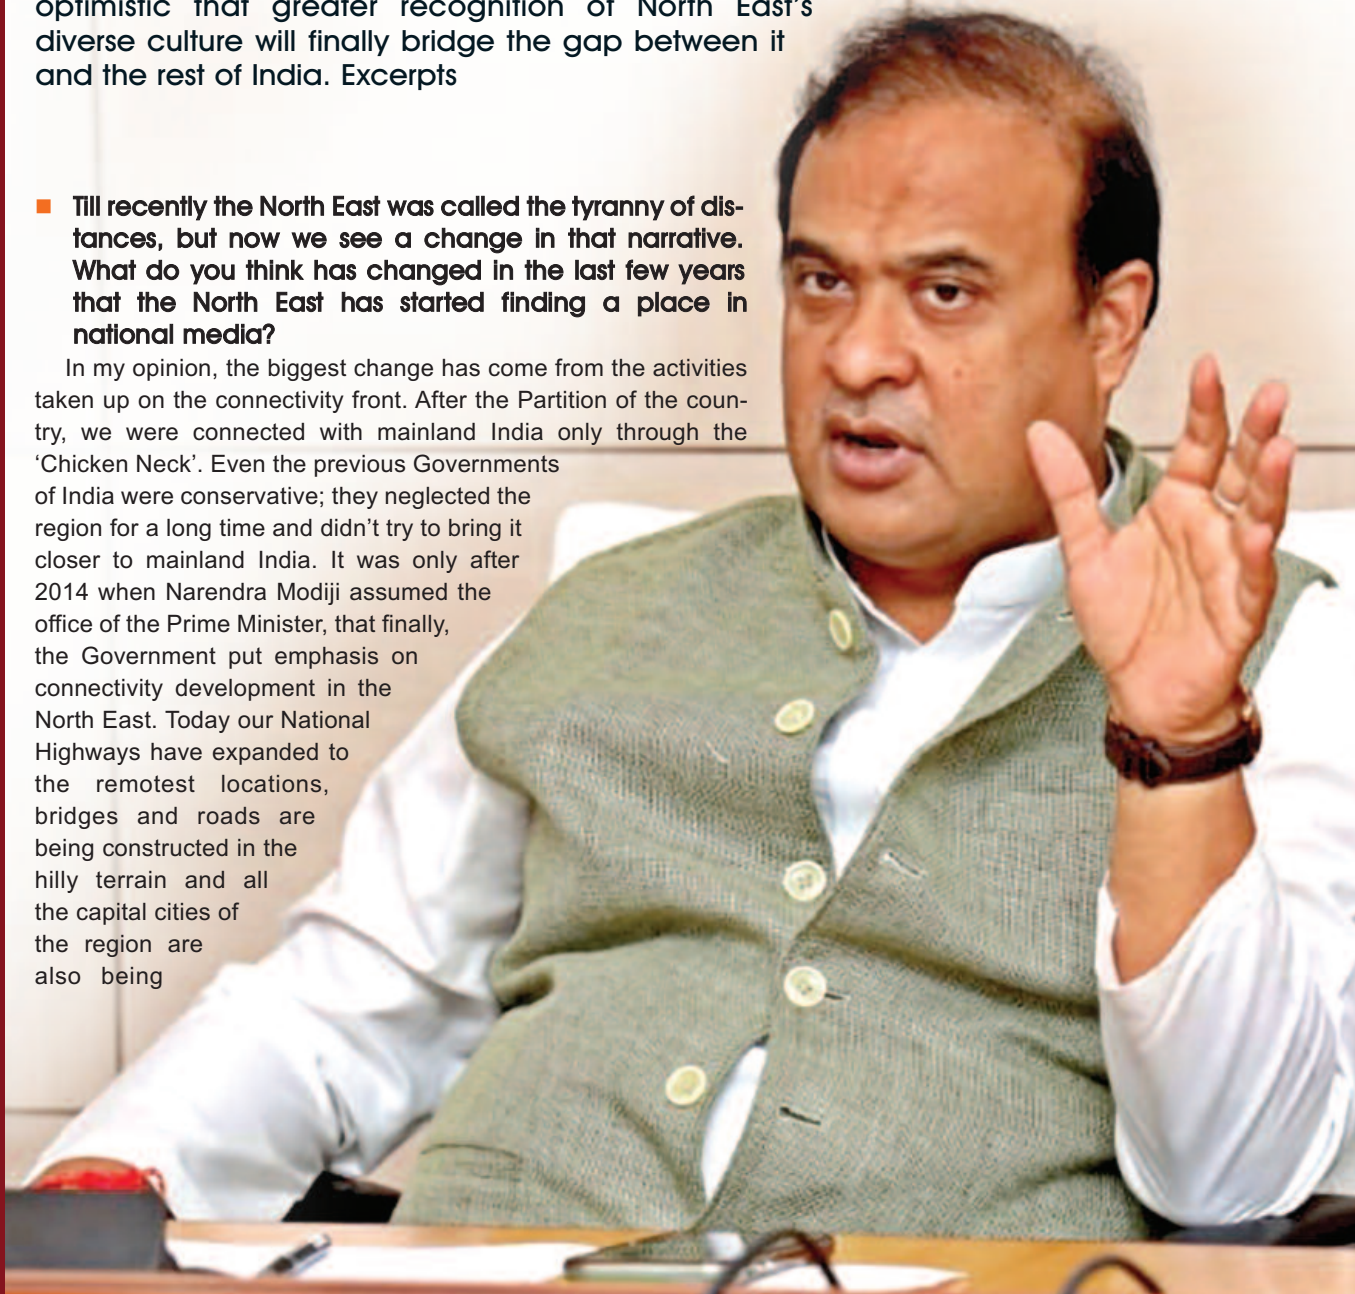 optimistic that greater recognition of North East's
diverse culture will finally bridge the gap between it
and the rest of India. Excerpts
Till recently the North East was called the tyranny of dis-
tances, but now we see a change in that narrative.
What do you think has changed in the last few years
that the North East has started finding a place in
national media?
In my opinion, the biggest change has come from the activities
taken up on the connectivity front. After the Partition of the coun-
try, we were connected with mainland India only through the
‘Chicken Neck’. Even the previous Governments
of India were conservative; they neglected the
region for a long time and didn’t try to bring it
closer to mainland India. It was only after
2014 when Narendra Modiji assumed the
office of the Prime Minister, that finally,
the Government put emphasis on
connectivity development in the
North East. Today our National
Highways have expanded to
the remotest locations,
bridges and roads are
being constructed in the
hilly terrain and all
the capital cities of
the region are
also being